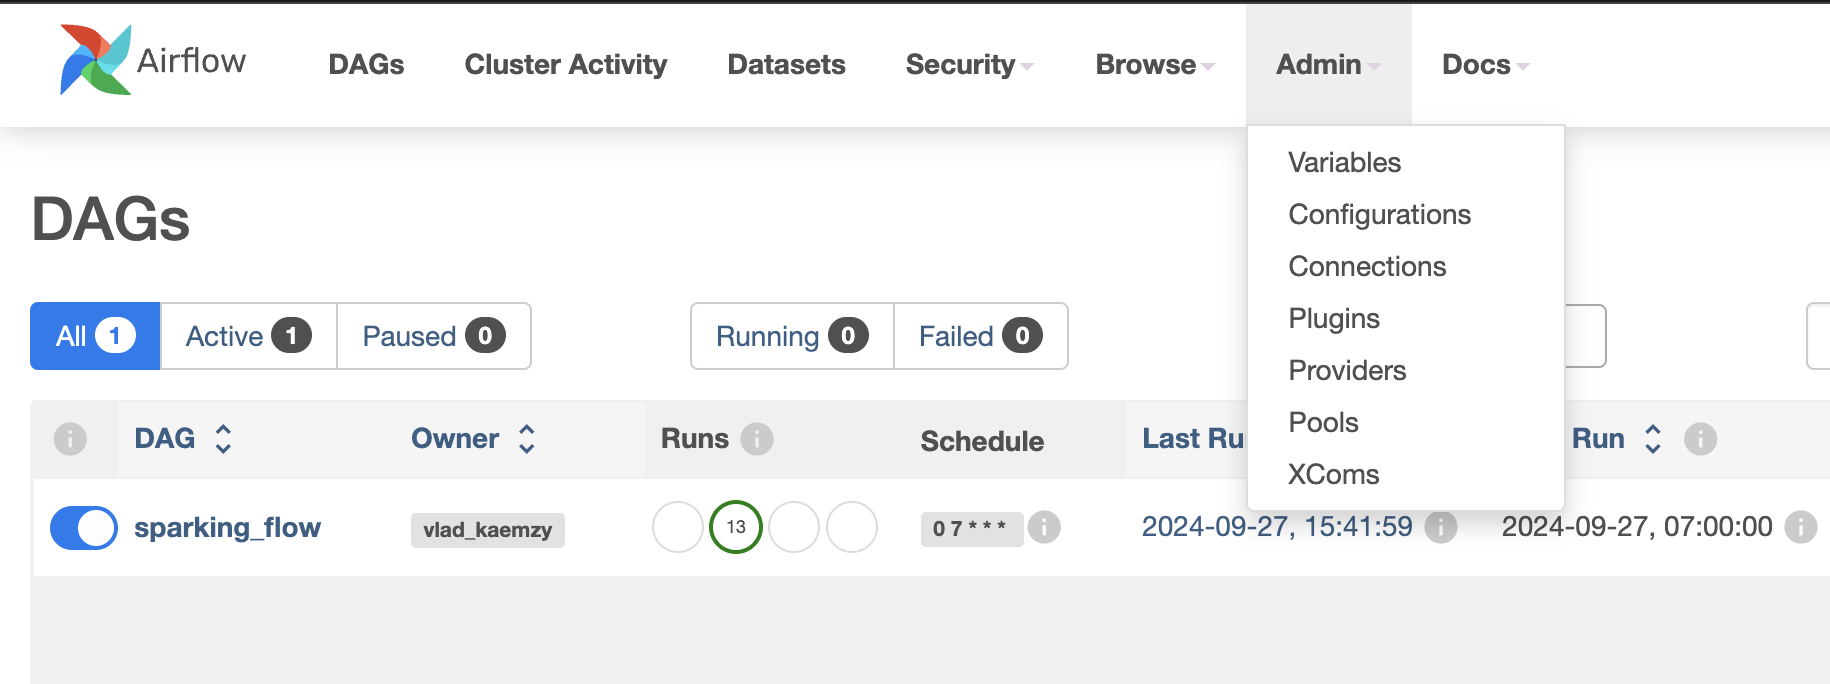 Airflow DAGs Cluster Activity Datasets Security Browse Admin Docs
Variables
Configurations
Connections
Plugins
Providers
Pools
XComs
DAGs
All 1 Active 1 Paused 0 Running 0 Failed 0
DAG Owner Runs Schedule Last Ru Run
sparking_flow vlad_kaemzy 13 0 7 * * * 2024-09-27, 15:41:59 2024-09-27, 07:00:00